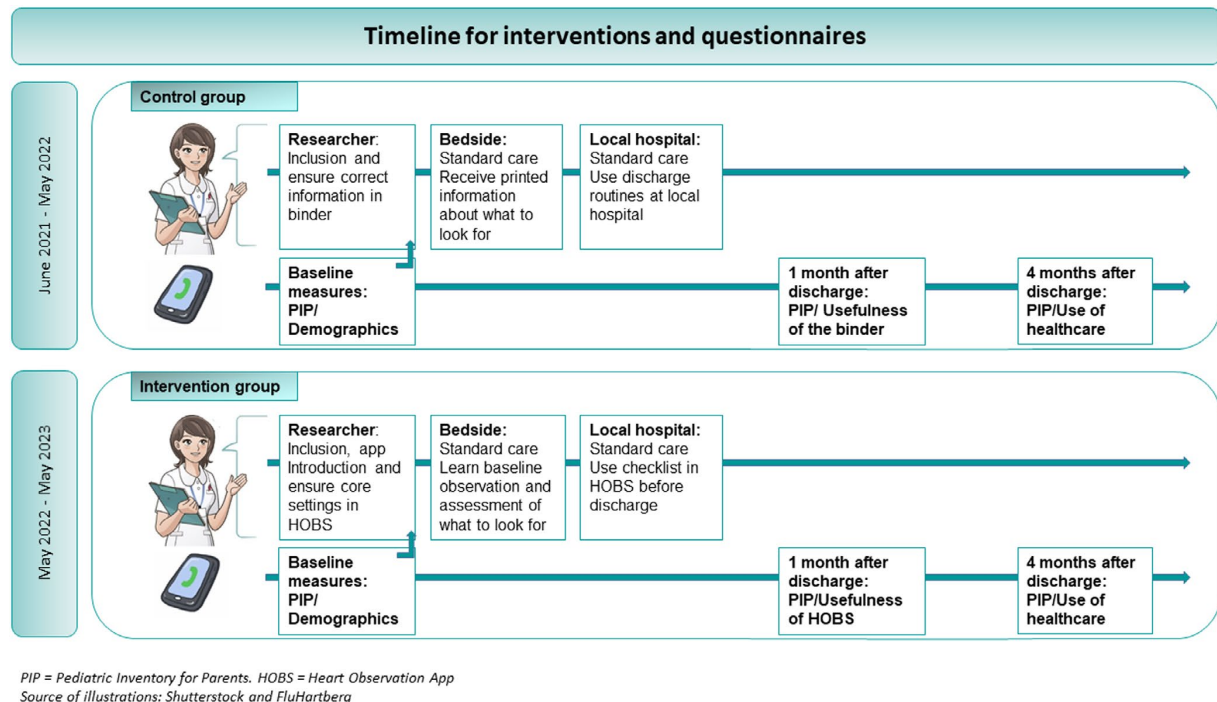 Timeline for interventions and questionnaires
June 2021 - May 2022
Control group
Researcher:
Inclusion and
ensure correct
information in
binder
Bedside:
Standard care
Receive printed
information
about what to
look for
Local hospital:
Standard care
Use discharge
routines at local
hospital
Baseline
measures:
PIP/
Demographics
1 month after
discharge:
PIP/ Usefulness
of the binder
4 months after
discharge:
PIP/Use of
healthcare
May 2022 - May 2023
Intervention group
Researcher:
Inclusion, app
Introduction and
ensure core
settings in
HOBS
Bedside:
Standard care
Learn baseline
observation and
assessment of
what to look for
Local hospital:
Standard care
Use checklist in
HOBS before
discharge
Baseline
measures:
PIP/
Demographics
1 month after
discharge:
PIP/Usefulness
of HOBS
4 months after
discharge:
PIP/Use of
healthcare
PIP = Pediatric Inventory for Parents. HOBS = Heart Observation App
Source of illustrations: Shutterstock and FluHartberg